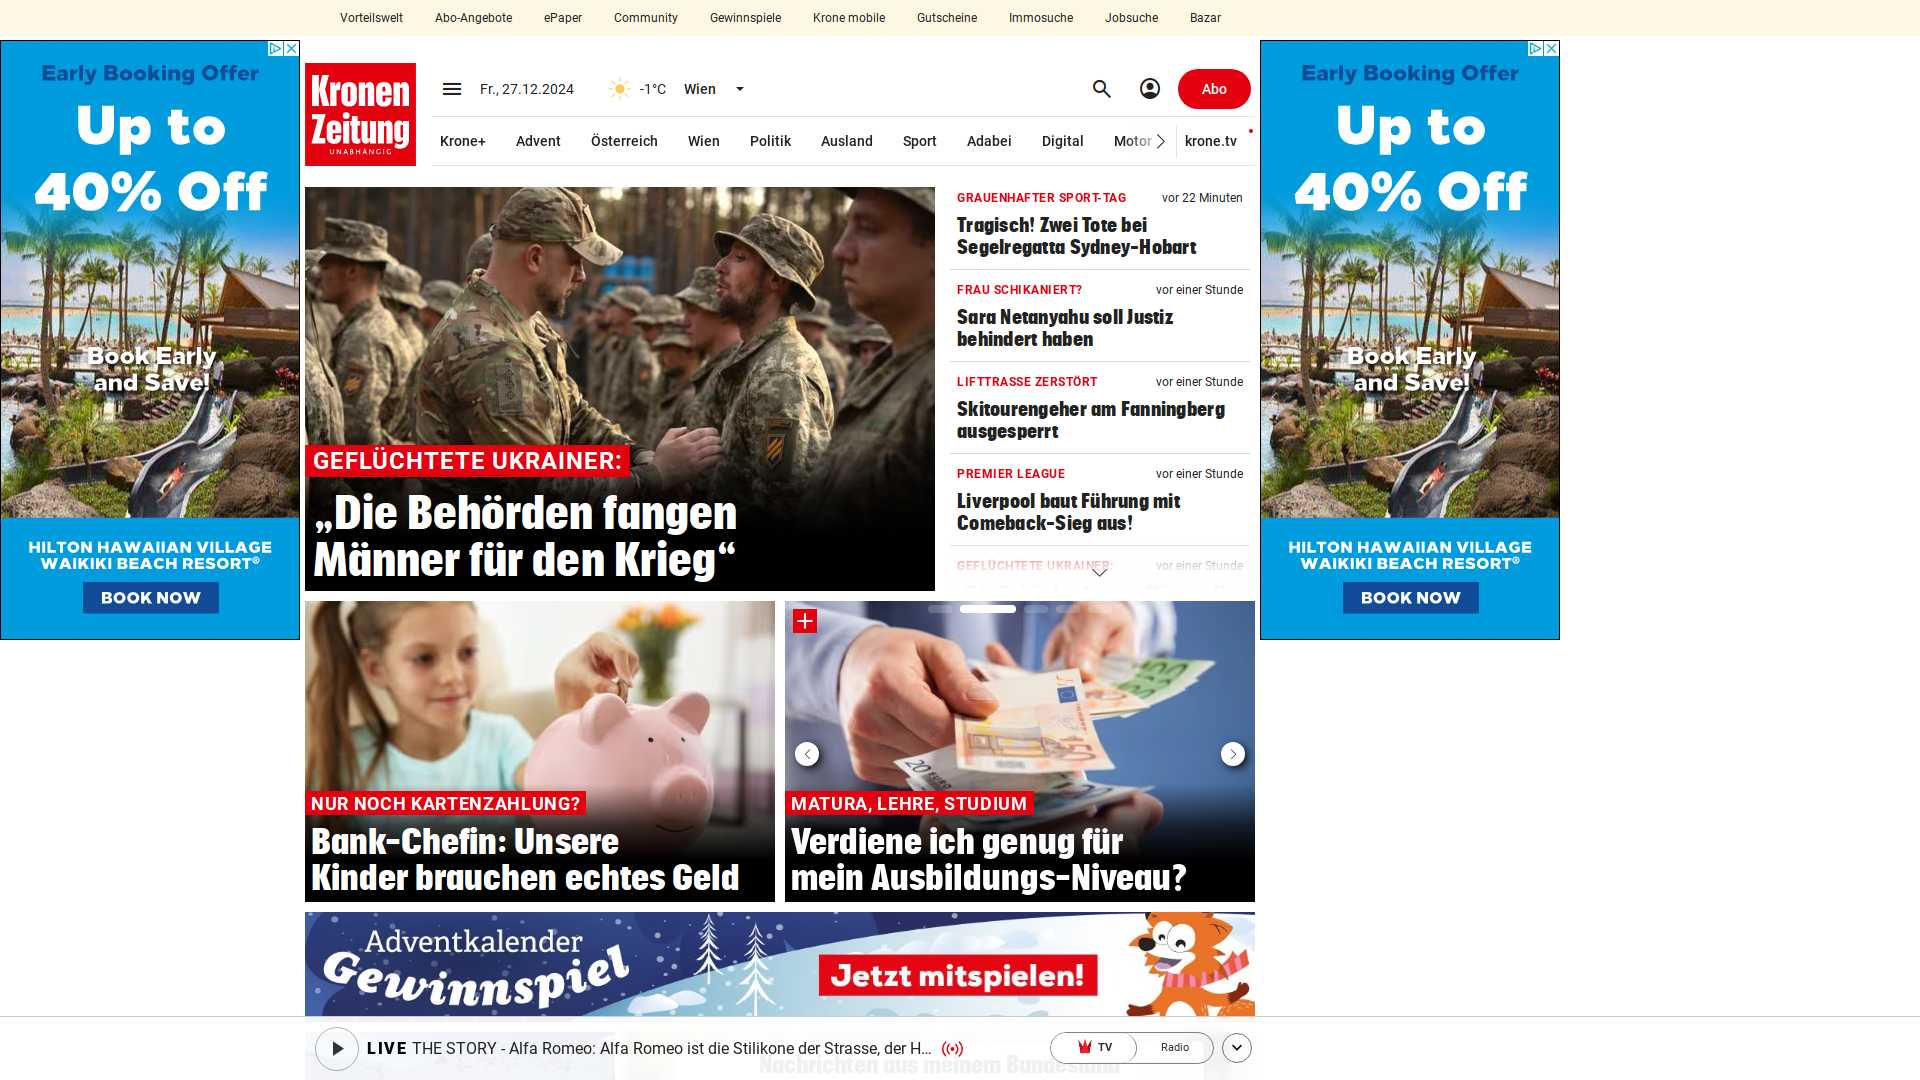 Vorteilswelt Abo-Angebote ePaper Community Gewinnspiele Krone mobile Gutscheine Immosuche Jobsuche Bazar
Early Booking Offer
Up to
40% Off
Book Early
and Save!
HILTON HAWAIIAN VILLAGE
WAIKIKI BEACH RESORT®
BOOK NOW
Kronen
Zeitung
UNABHÄNGIG
Fr., 27.12.2024 -1°C Wien
Abo
Krone+ Advent Österreich Wien Politik Ausland Sport Adabei Digital Motor krone.tv
GEFLÜCHTETE UKRAINER:
„Die Behörden fangen
Männer für den Krieg“
GRAUENHAFTER SPORT-TAG vor 22 Minuten
Tragisch! Zwei Tote bei
Segelregatta Sydney-Hobart
FRAU SCHIKANIERT? vor einer Stunde
Sara Netanyahu soll Justiz
behindert haben
LIFTTRASSE ZERSTÖRT vor einer Stunde
Skitourengeher am Fanningberg
ausgesperrt
PREMIER LEAGUE vor einer Stunde
Liverpool baut Führung mit
Comeback-Sieg aus!
GEFLÜCHTETE UKRAINER: vor einer Stunde
NUR NOCH KARTENZAHLUNG?
Bank-Chefin: Unsere
Kinder brauchen echtes Geld
MATURA, LEHRE, STUDIUM
Verdiene ich genug für
mein Ausbildungs-Niveau?
Adventkalender
Gewinnspiel
Jetzt mitspielen!
LIVE THE STORY - Alfa Romeo: Alfa Romeo ist die Stilikone der Strasse, der H...
TV Radio
Nachrichten aus meinem Bundesland
Early Booking Offer
Up to
40% Off
Book Early
and Save!
HILTON HAWAIIAN VILLAGE
WAIKIKI BEACH RESORT®
BOOK NOW